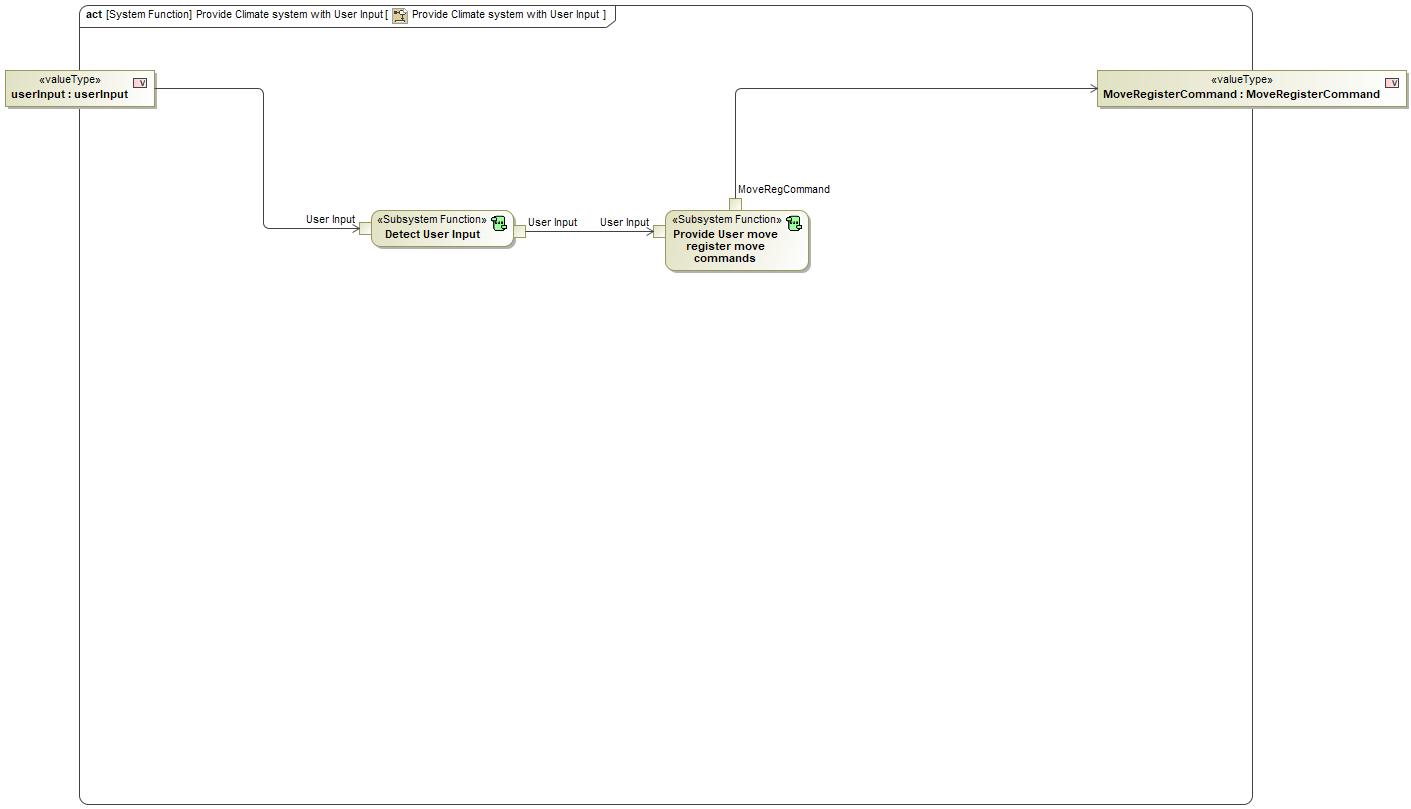 act [System Function] Provide Climate system with User Input [ Provide Climate system with User Input ]
«valueType»
userInput : userInput
V
«valueType»
MoveRegisterCommand : MoveRegisterCommand
V
MoveRegCommand
User Input
«Subsystem Function»
Detect User Input
User Input
User Input
«Subsystem Function»
Provide User move
register move
commands